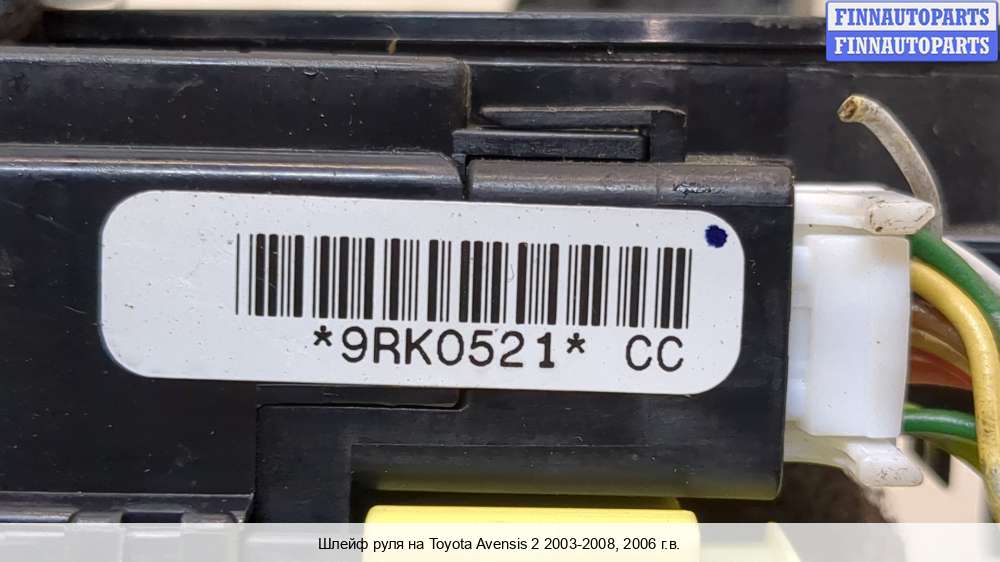 FINNAUTOPARTS
FINNAUTOPARTS
*9RK0521* CC
Шлейф руля на Toyota Avensis 2 2003-2008, 2006 г.в.